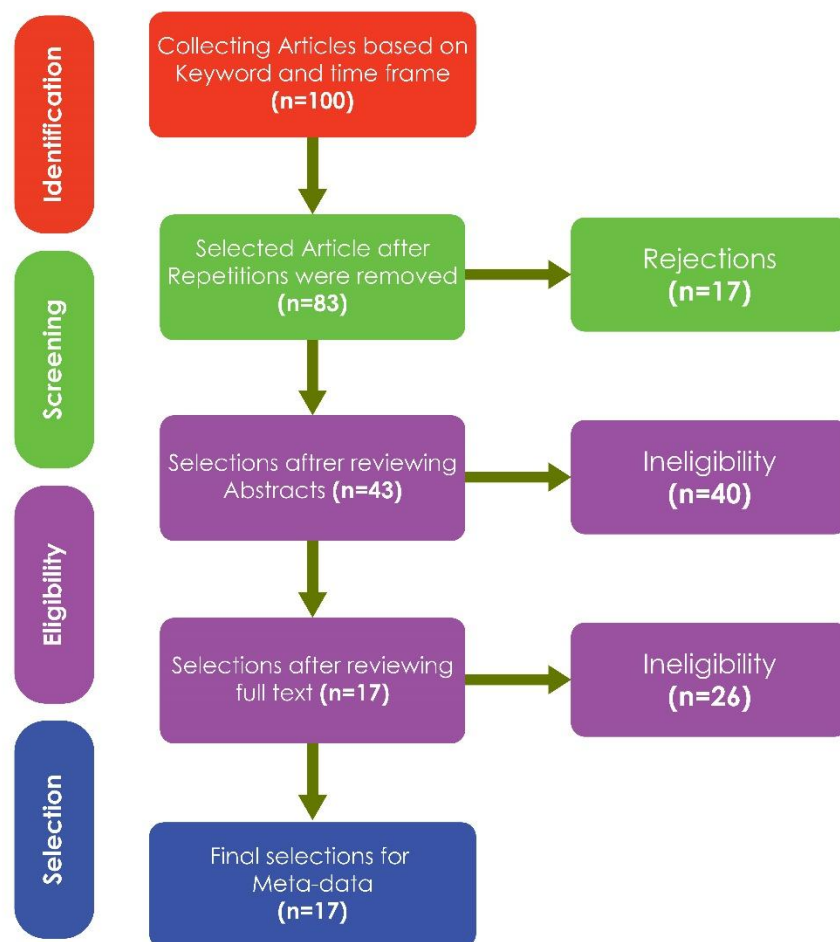 Identification
Collecting Articles based on
Keyword and time frame
(n=100)
Screening
Selected Article after
Repetitions were removed
(n=83)
Rejections
(n=17)
Eligibility
Selections aftrer reviewing
Abstracts (n=43)
Ineligibility
(n=40)
Selections after reviewing
full text (n=17)
Ineligibility
(n=26)
Selection
Final selections for
Meta-data
(n=17)